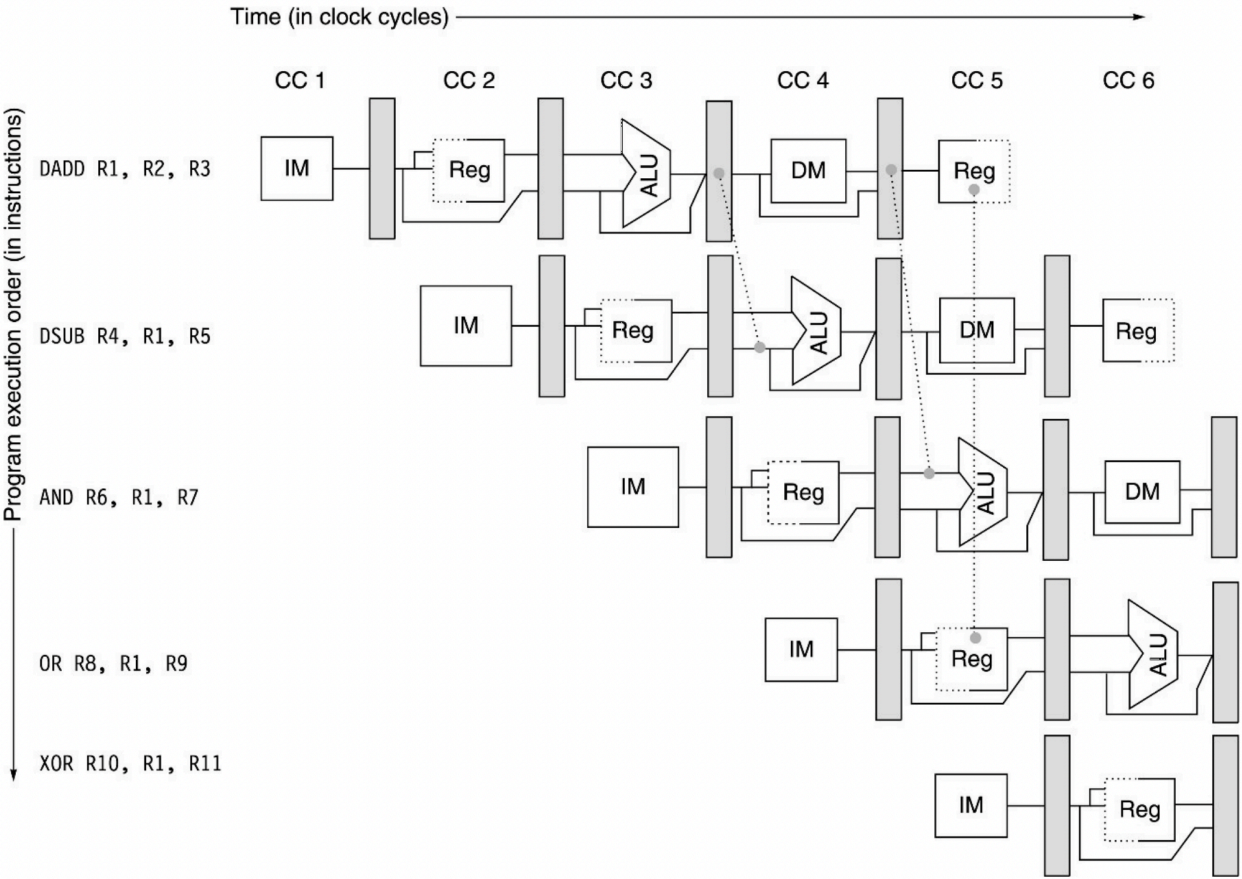 Time (in clock cycles)
CC 1 CC 2 CC 3 CC 4 CC 5 CC 6
Program execution order (in instructions)
DADD R1, R2, R3 IM Reg ALU DM Reg
DSUB R4, R1, R5 IM Reg ALU DM Reg
AND R6, R1, R7 IM Reg ALU DM
OR R8, R1, R9 IM Reg ALU
XOR R10, R1, R11 IM Reg